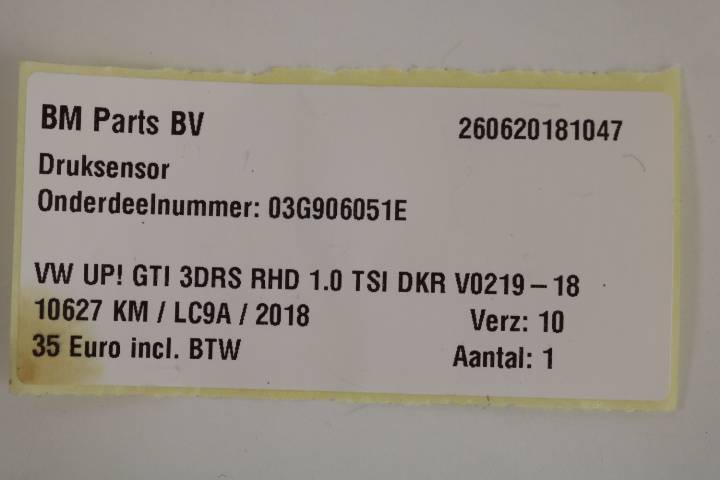 BM Parts BV 260620181047
Druksensor
Onderdeelnummer: 03G906051E
VW UP! GTI 3DRS RHD 1.0 TSI DKR V0219-18
10627 KM / LC9A / 2018 Verz: 10
35 Euro incl. BTW Aantal: 1